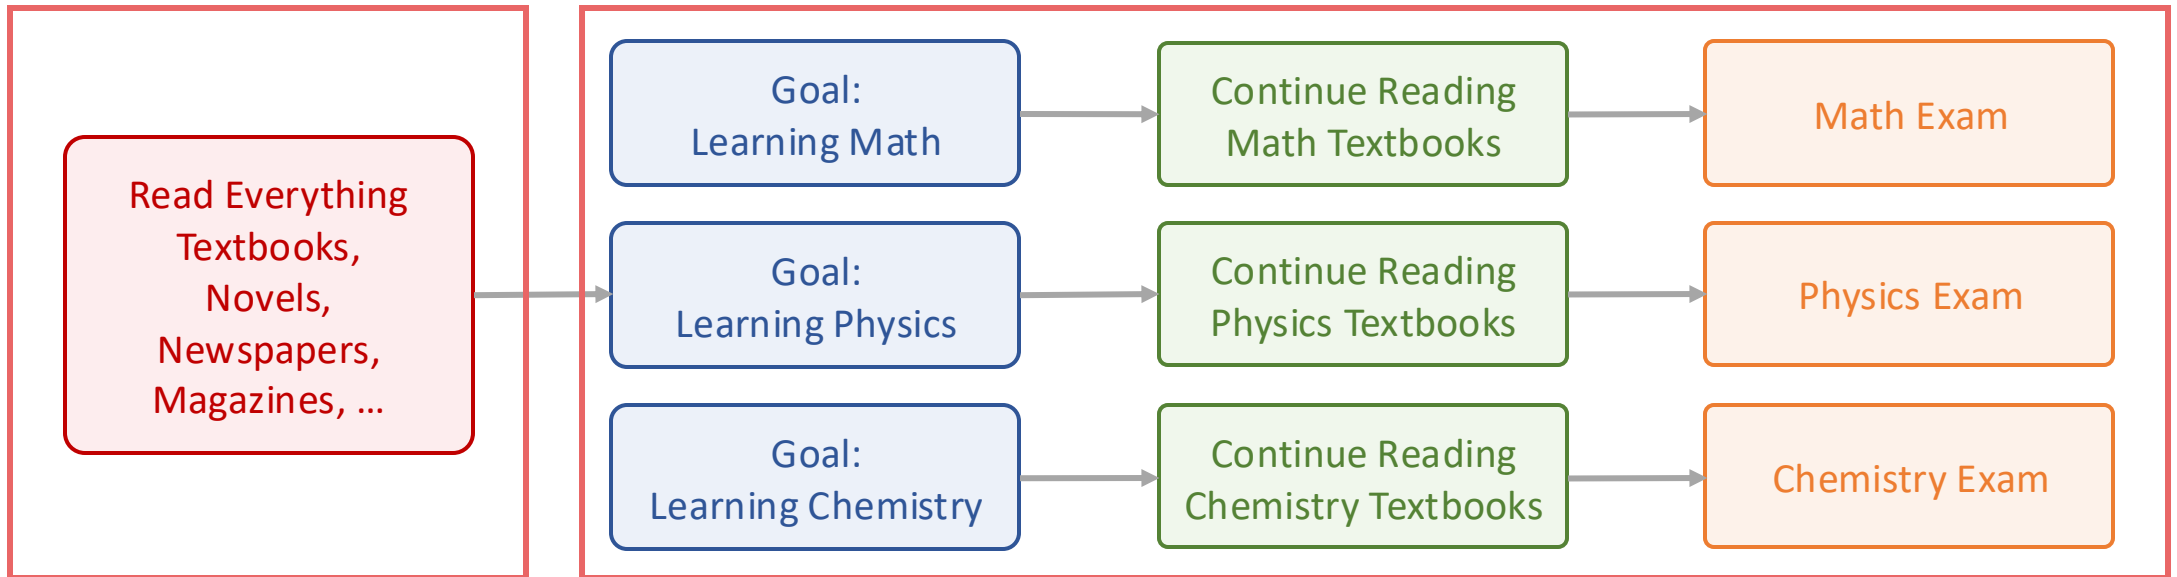 Read Everything
Textbooks,
Novels,
Newspapers,
Magazines, ...
Goal:
Learning Math
Continue Reading
Math Textbooks
Math Exam
Goal:
Learning Physics
Continue Reading
Physics Textbooks
Physics Exam
Goal:
Learning Chemistry
Continue Reading
Chemistry Textbooks
Chemistry Exam